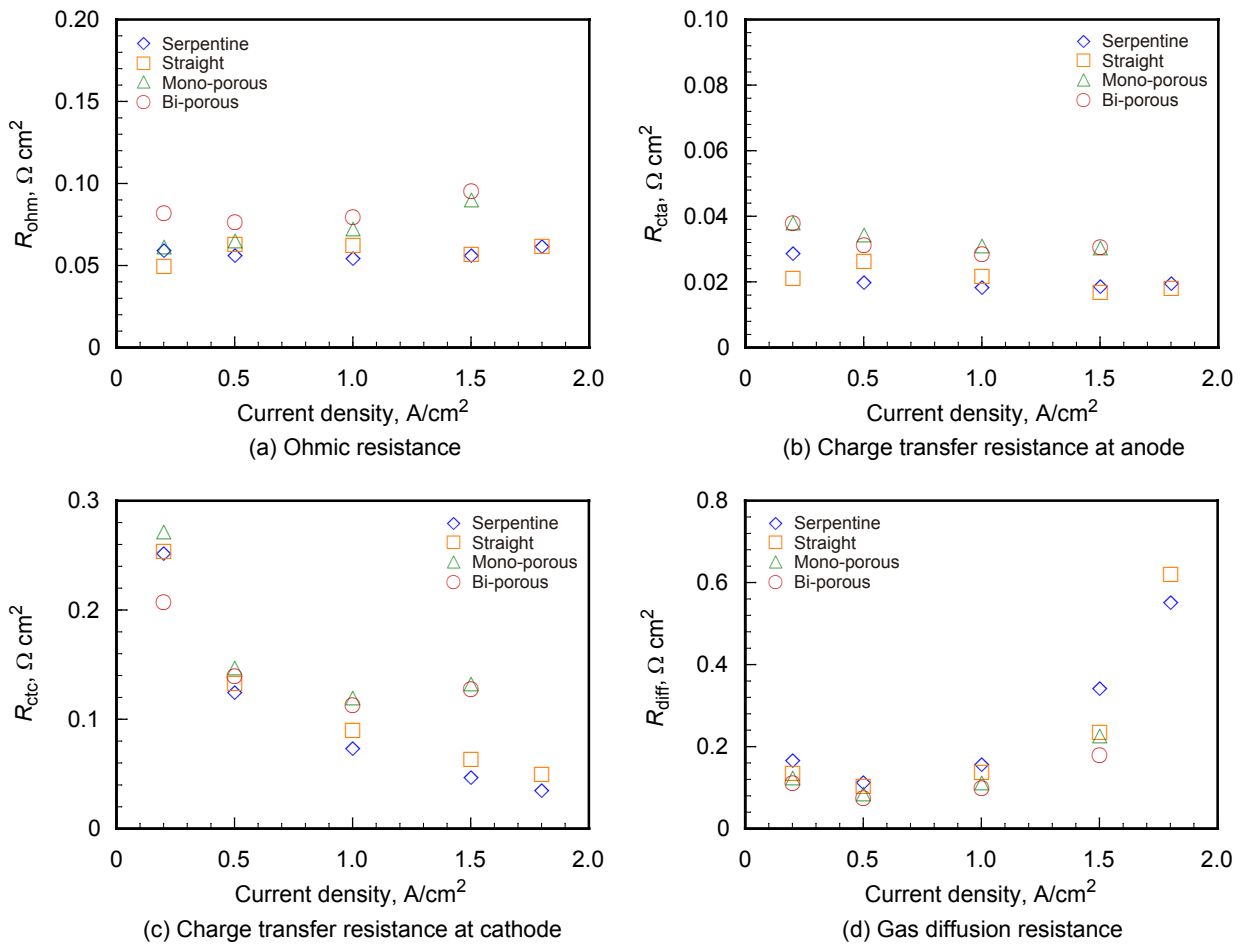 0.20
0.15
0.10
0.05
0
R_ohm, Ω cm²
Serpentine
Straight
Mono-porous
Bi-porous
0 0.5 1.0 1.5 2.0
Current density, A/cm²
(a) Ohmic resistance
0.10
0.08
0.06
0.04
0.02
0
R_cta, Ω cm²
Serpentine
Straight
Mono-porous
Bi-porous
0 0.5 1.0 1.5 2.0
Current density, A/cm²
(b) Charge transfer resistance at anode
0.3
0.2
0.1
0
R_ctc, Ω cm²
Serpentine
Straight
Mono-porous
Bi-porous
0 0.5 1.0 1.5 2.0
Current density, A/cm²
(c) Charge transfer resistance at cathode
0.8
0.6
0.4
0.2
0
R_diff, Ω cm²
Serpentine
Straight
Mono-porous
Bi-porous
0 0.5 1.0 1.5 2.0
Current density, A/cm²
(d) Gas diffusion resistance